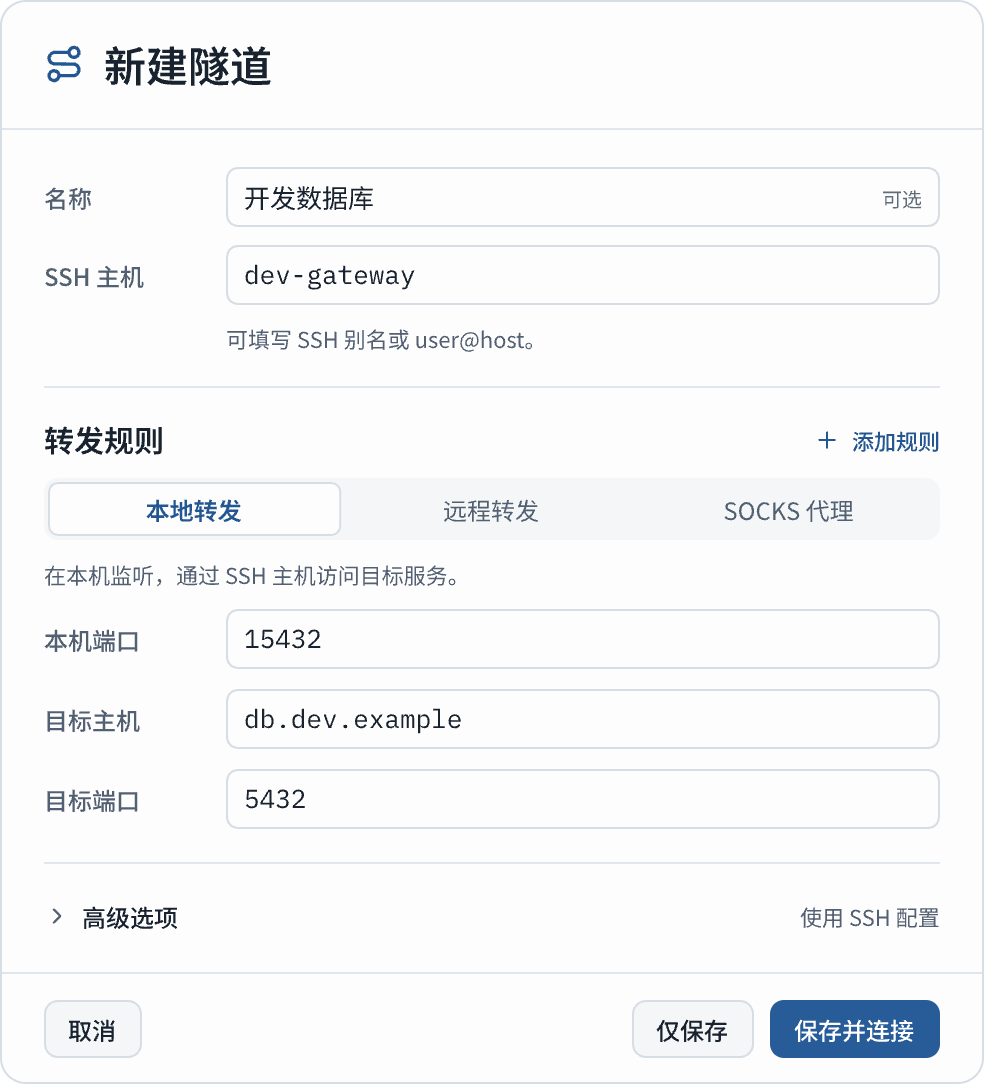 新建隧道
名称
开发数据库
可选
SSH 主机
dev-gateway
可填写 SSH 别名或 user@host。
转发规则
+ 添加规则
本地转发
远程转发
SOCKS 代理
在本机监听，通过 SSH 主机访问目标服务。
本机端口
15432
目标主机
db.dev.example
目标端口
5432
高级选项
使用 SSH 配置
取消
仅保存
保存并连接